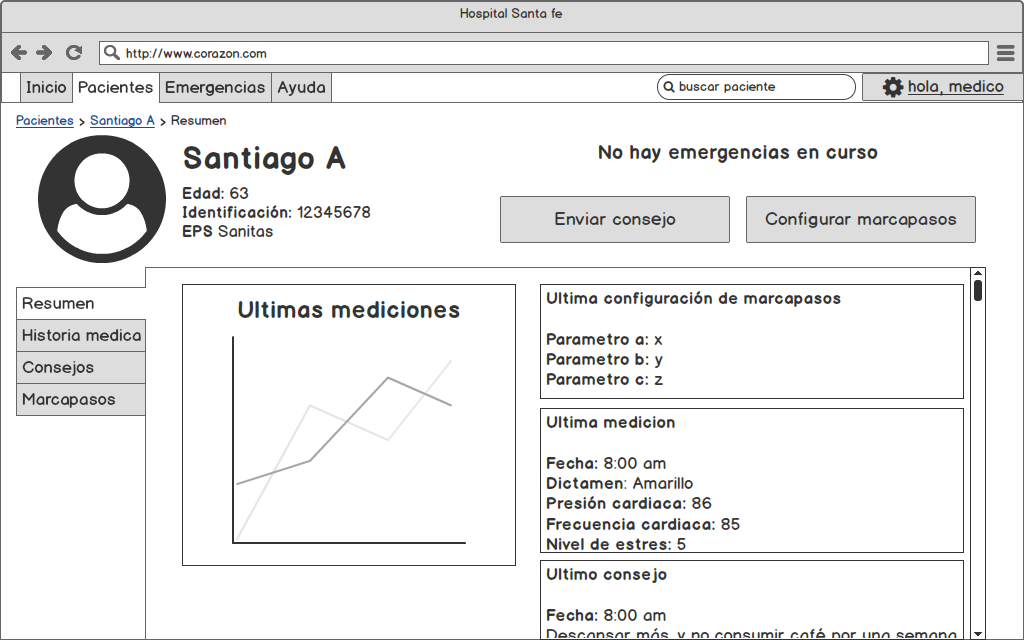 Hospital Santa fe
http://www.corazon.com
Inicio Pacientes Emergencias Ayuda
buscar paciente
hola, medico
Pacientes > Santiago A > Resumen
Santiago A
Edad: 63
Identificación: 12345678
EPS Sanitas
No hay emergencias en curso
Enviar consejo
Configurar marcapasos
Resumen
Historia medica
Consejos
Marcapasos
Ultimas mediciones
Ultima configuración de marcapasos
Parametro a: x
Parametro b: y
Parametro c: z
Ultima medicion
Fecha: 8:00 am
Dictamen: Amarillo
Presión cardiaca: 86
Frecuencia cardiaca: 85
Nivel de estres: 5
Ultimo consejo
Fecha: 8:00 am
Descansar más, y no consumir café por una semana